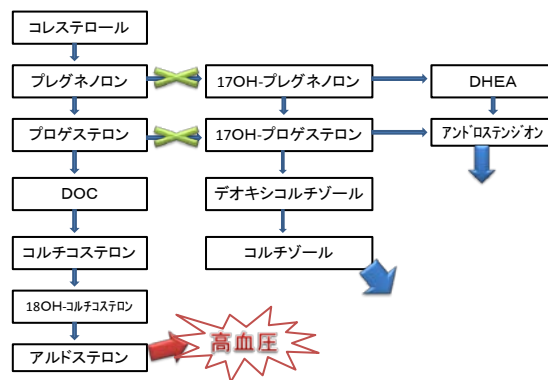 コレステロール
プレグネノロン
17OH-プレグネノロン
DHEA
プロゲステロン
17OH-プロゲステロン
アンドロステンジオン
DOC
デオキシコルチゾール
コルチコステロン
コルチゾール
18OH-コルチコステロン
アルドステロン
高血圧